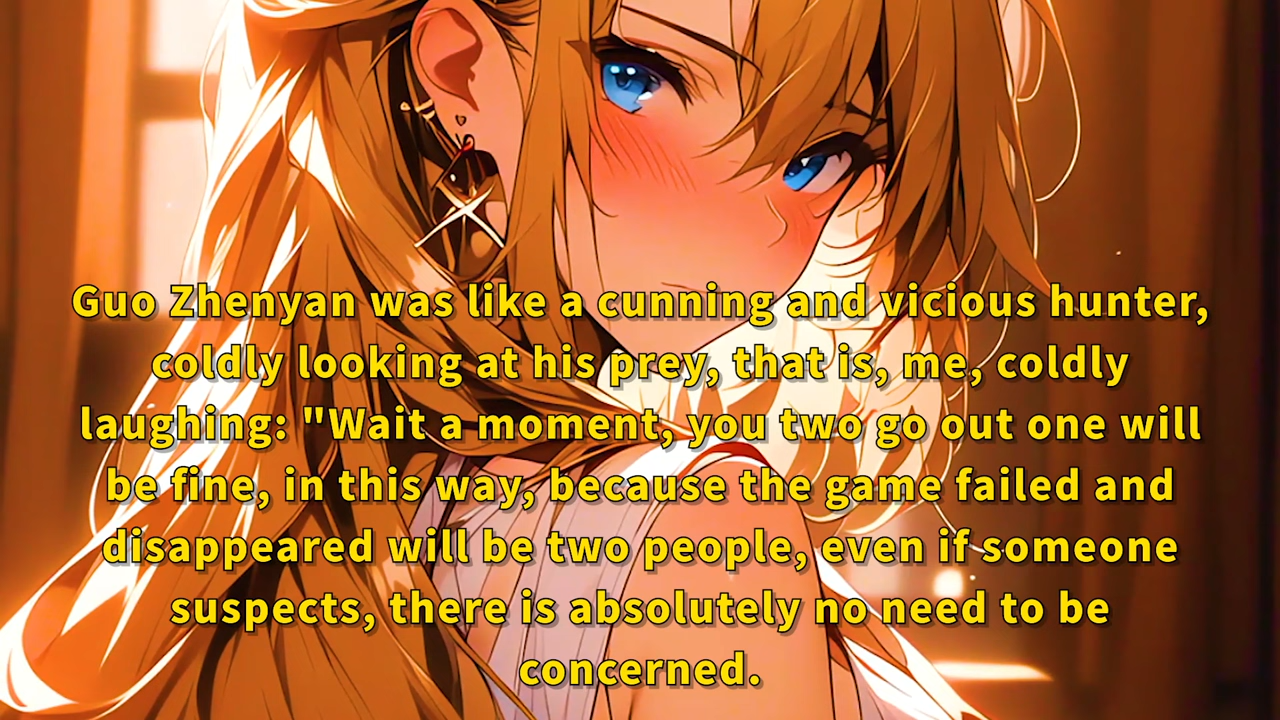 Guo Zhenyan was like a cunning and vicious hunter,
coldly looking at his prey, that is, me, coldly
laughing: "Wait a moment, you two go out one will
be fine, in this way, because the game failed and
disappeared will be two people, even if someone
suspects, there is absolutely no need to be
concerned.